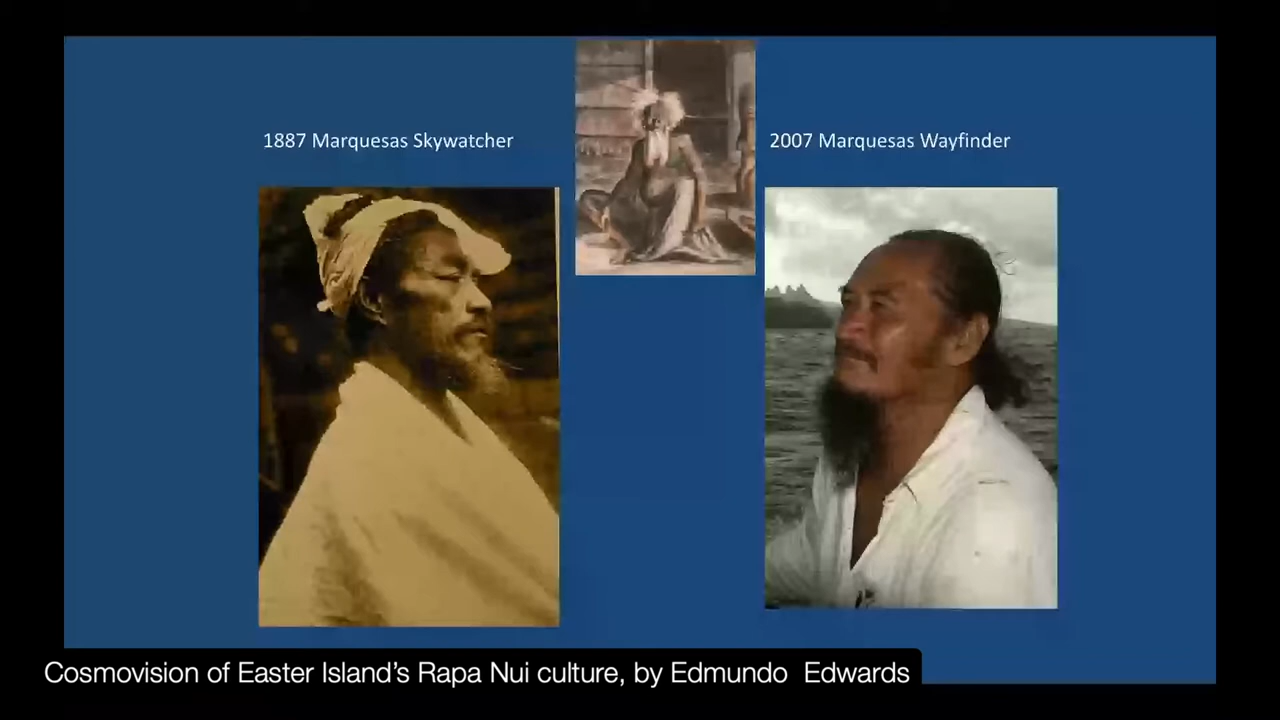 1887 Marquesas Skywatcher
2007 Marquesas Wayfinder
Cosmovision of Easter Island's Rapa Nui culture, by Edmundo  Edwards